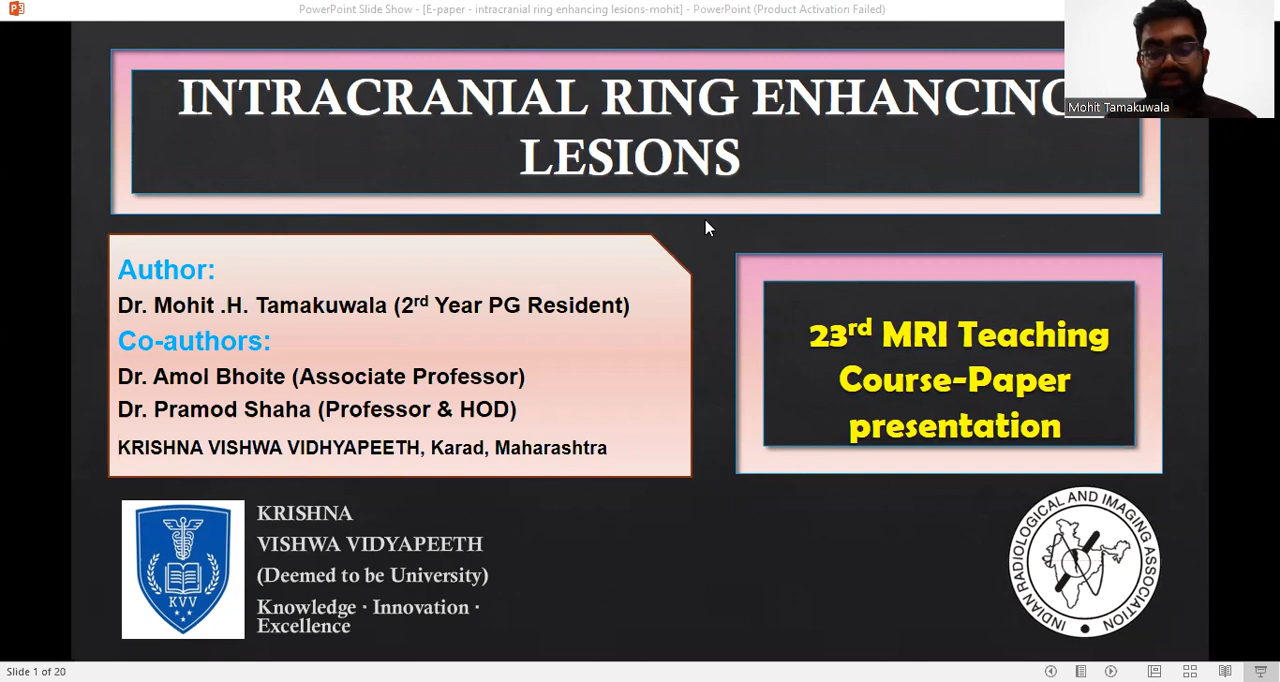 PowerPoint Slide Show - [E-paper - intracranial ring enhancing lesions-mohit] - PowerPoint (Product Activation Failed)
INTRACRANIAL RING ENHANCING
LESIONS
Mohit Tamakuwala
Author:
Dr. Mohit .H. Tamakuwala (2rd Year PG Resident)
Co-authors:
Dr. Amol Bhoite (Associate Professor)
Dr. Pramod Shaha (Professor & HOD)
KRISHNA VISHWA VIDHYAPEETH, Karad, Maharashtra
23rd MRI Teaching
Course-Paper
presentation
KVV
KRISHNA
VISHWA VIDYAPEETH
(Deemed to be University)
Knowledge · Innovation ·
Excellence
INDIAN RADIOLOGICAL AND IMAGING ASSOCIATION
Slide 1 of 20